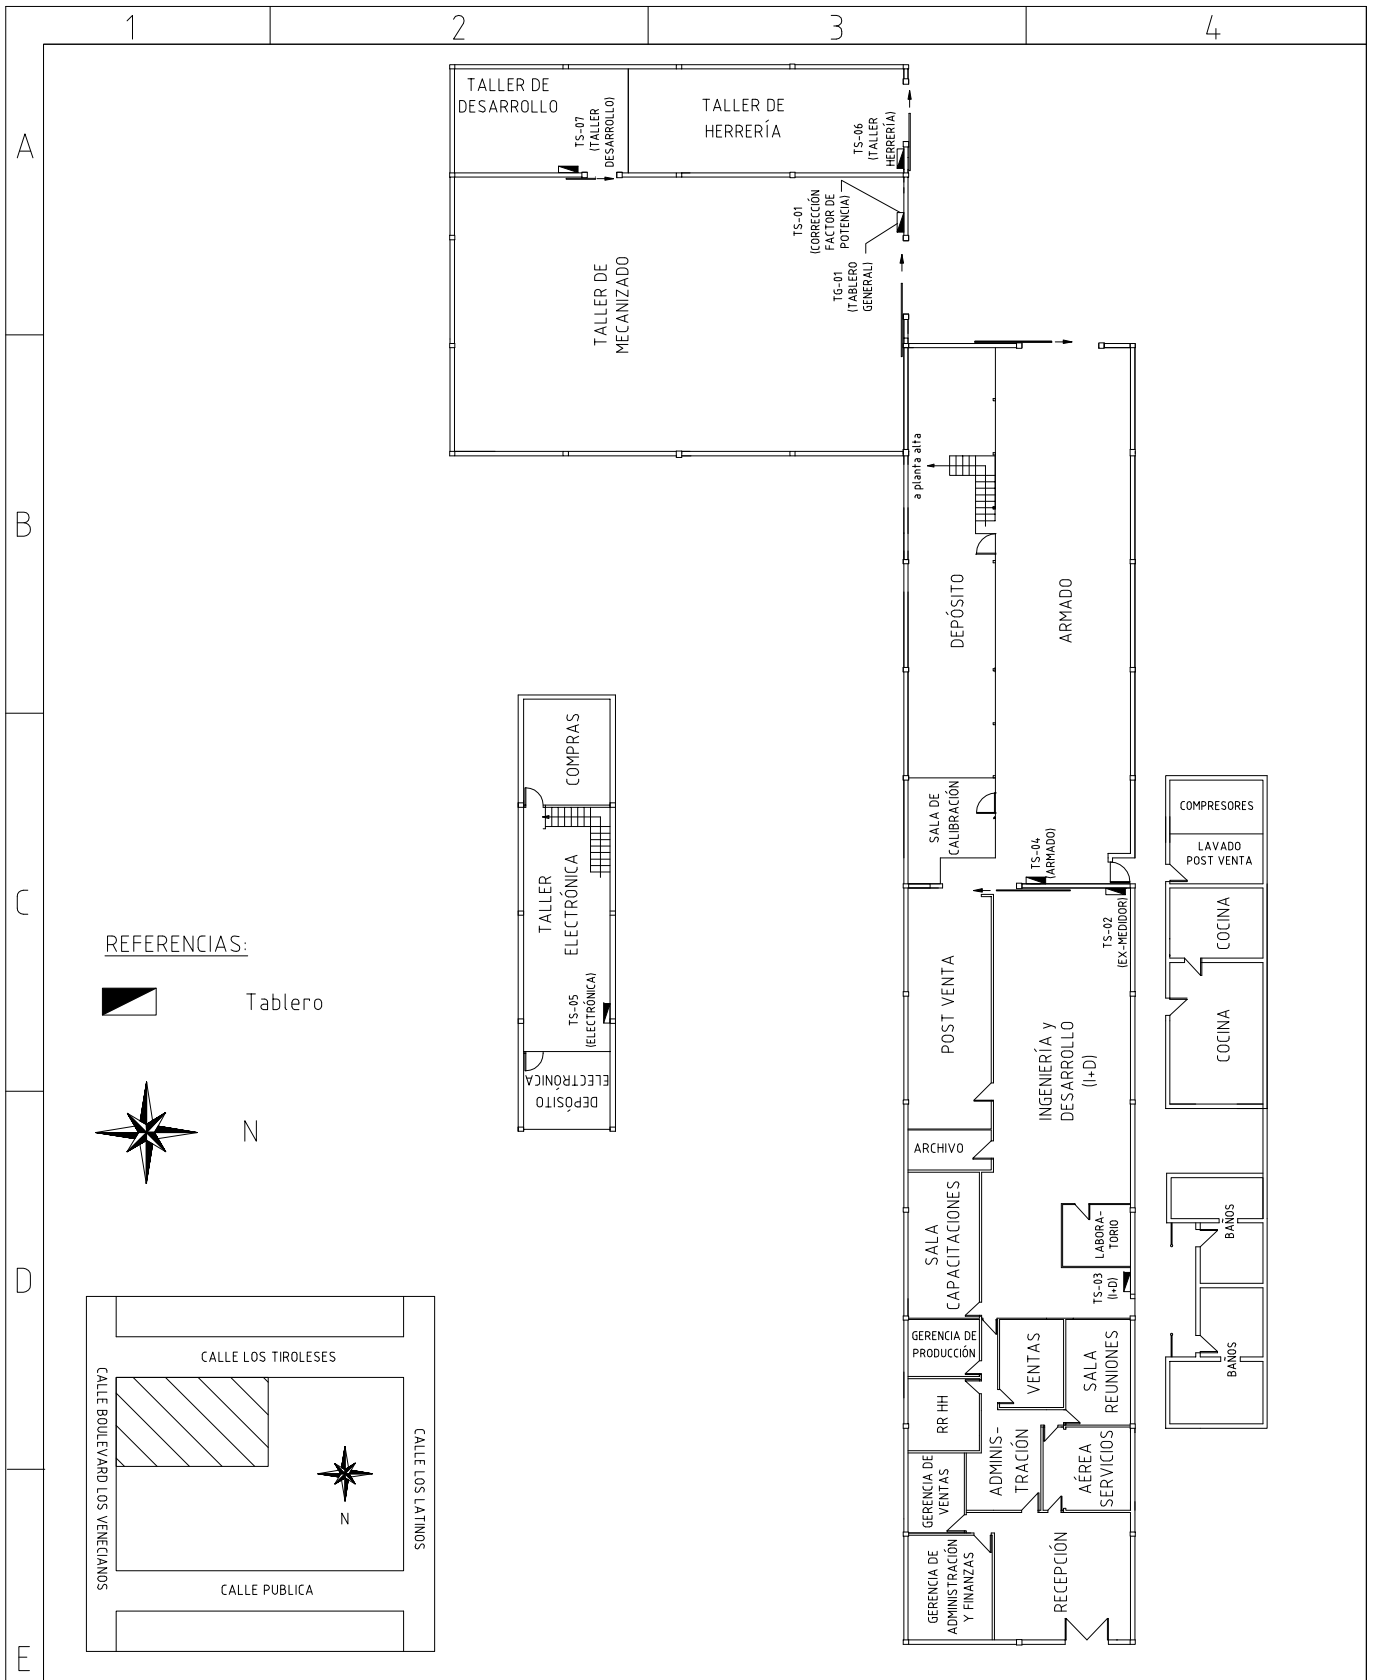 1
2
3
4
A
B
C
D
E
TALLER DE
DESARROLLO
TS-07
(TALLER
DESARROLLO)
TALLER DE
HERRERÍA
TS-06
(TALLER
HERRERÍA)
TS-01
(CORRECCIÓN
FACTOR DE
POTENCIA)
TG-01
(TABLERO
GENERAL)
TALLER DE
MECANIZADO
a planta alta
DEPÓSITO
ARMADO
COMPRAS
SALA DE
CALIBRACIÓN
TS-04
(ARMADO)
COMPRESORES
LAVADO
POST VENTA
TALLER
ELECTRÓNICA
TS-05
(ELECTRÓNICA)
DEPÓSITO
ELECTRÓNICA
TS-02
(EX-MEDIDOR)
COCINA
COCINA
POST VENTA
INGENIERÍA y
DESARROLLO
(I+D)
REFERENCIAS:
Tablero
N
ARCHIVO
SALA
CAPACITACIONES
LABORA-
TORIO
TS-03
(I+D)
BAÑOS
BAÑOS
GERENCIA DE
PRODUCCIÓN
VENTAS
SALA
REUNIONES
RR HH
ADMINIS-
TRACIÓN
AÉREA
SERVICIOS
GERENCIA DE
VENTAS
GERENCIA DE
ADMINISTRACIÓN
Y FINANZAS
RECEPCIÓN
CALLE LOS TIROLESES
CALLE BOULEVARD LOS VENECIANOS
CALLE LOS LATINOS
N
CALLE PUBLICA